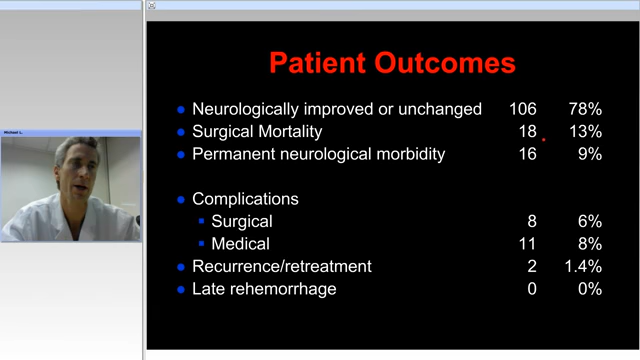 Patient Outcomes
Michael L.
Neurologically improved or unchanged 106 78%
Surgical Mortality 18 13%
Permanent neurological morbidity 16 9%
Complications
Surgical 8 6%
Medical 11 8%
Recurrence/retreatment 2 1.4%
Late rehemorrhage 0 0%